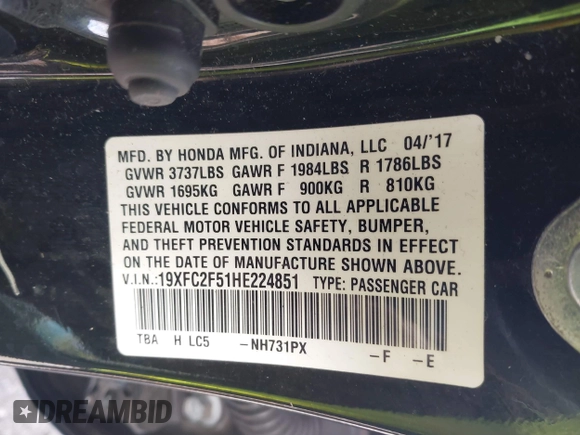 MFD. BY HONDA MFG. OF INDIANA, LLC 04/'17
GVWR 3737LBS GAWR F 1984LBS R 1786LBS
GVWR 1695KG GAWR F 900KG R 810KG
THIS VEHICLE CONFORMS TO ALL APPLICABLE
FEDERAL MOTOR VEHICLE SAFETY, BUMPER,
AND THEFT PREVENTION STANDARDS IN EFFECT
ON THE DATE OF MANUFACTURE SHOWN ABOVE.
V.I.N.:19XFC2F51HE224851 TYPE: PASSENGER CAR
TBA H LC5 -NH731PX -F -E
DREAMBID